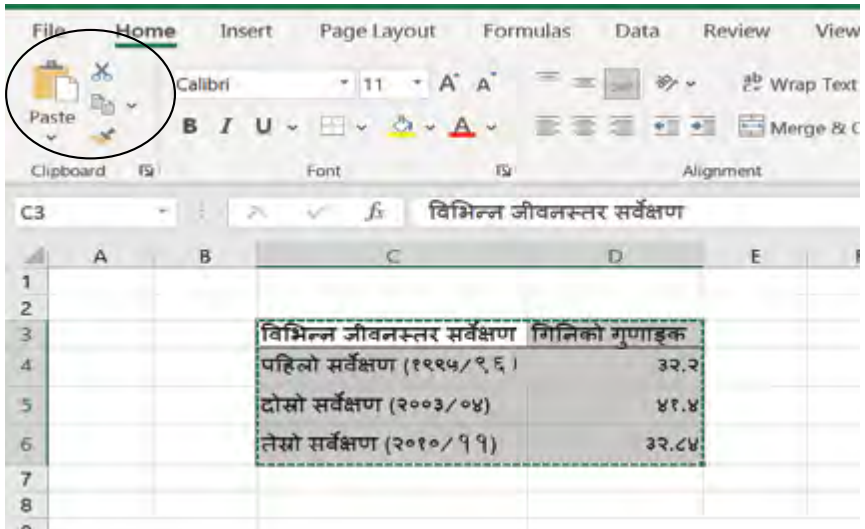 File Home Insert Page Layout Formulas Data Review View
Calibri 11 A A ab Wrap Text
Paste B I U A Merge & C
Clipboard Font Alignment
C3 fx विभिन्न जीवनस्तर सर्वेक्षण
A B C D E
1
2
3 विभिन्न जीवनस्तर सर्वेक्षण गिनिको गुणाङ्क
4 पहिलो सर्वेक्षण (१९९५/९६) ३२.२
5 दोस्रो सर्वेक्षण (२००३/०४) ४१.४
6 तेस्रो सर्वेक्षण (२०१०/११) ३२.८४
7
8